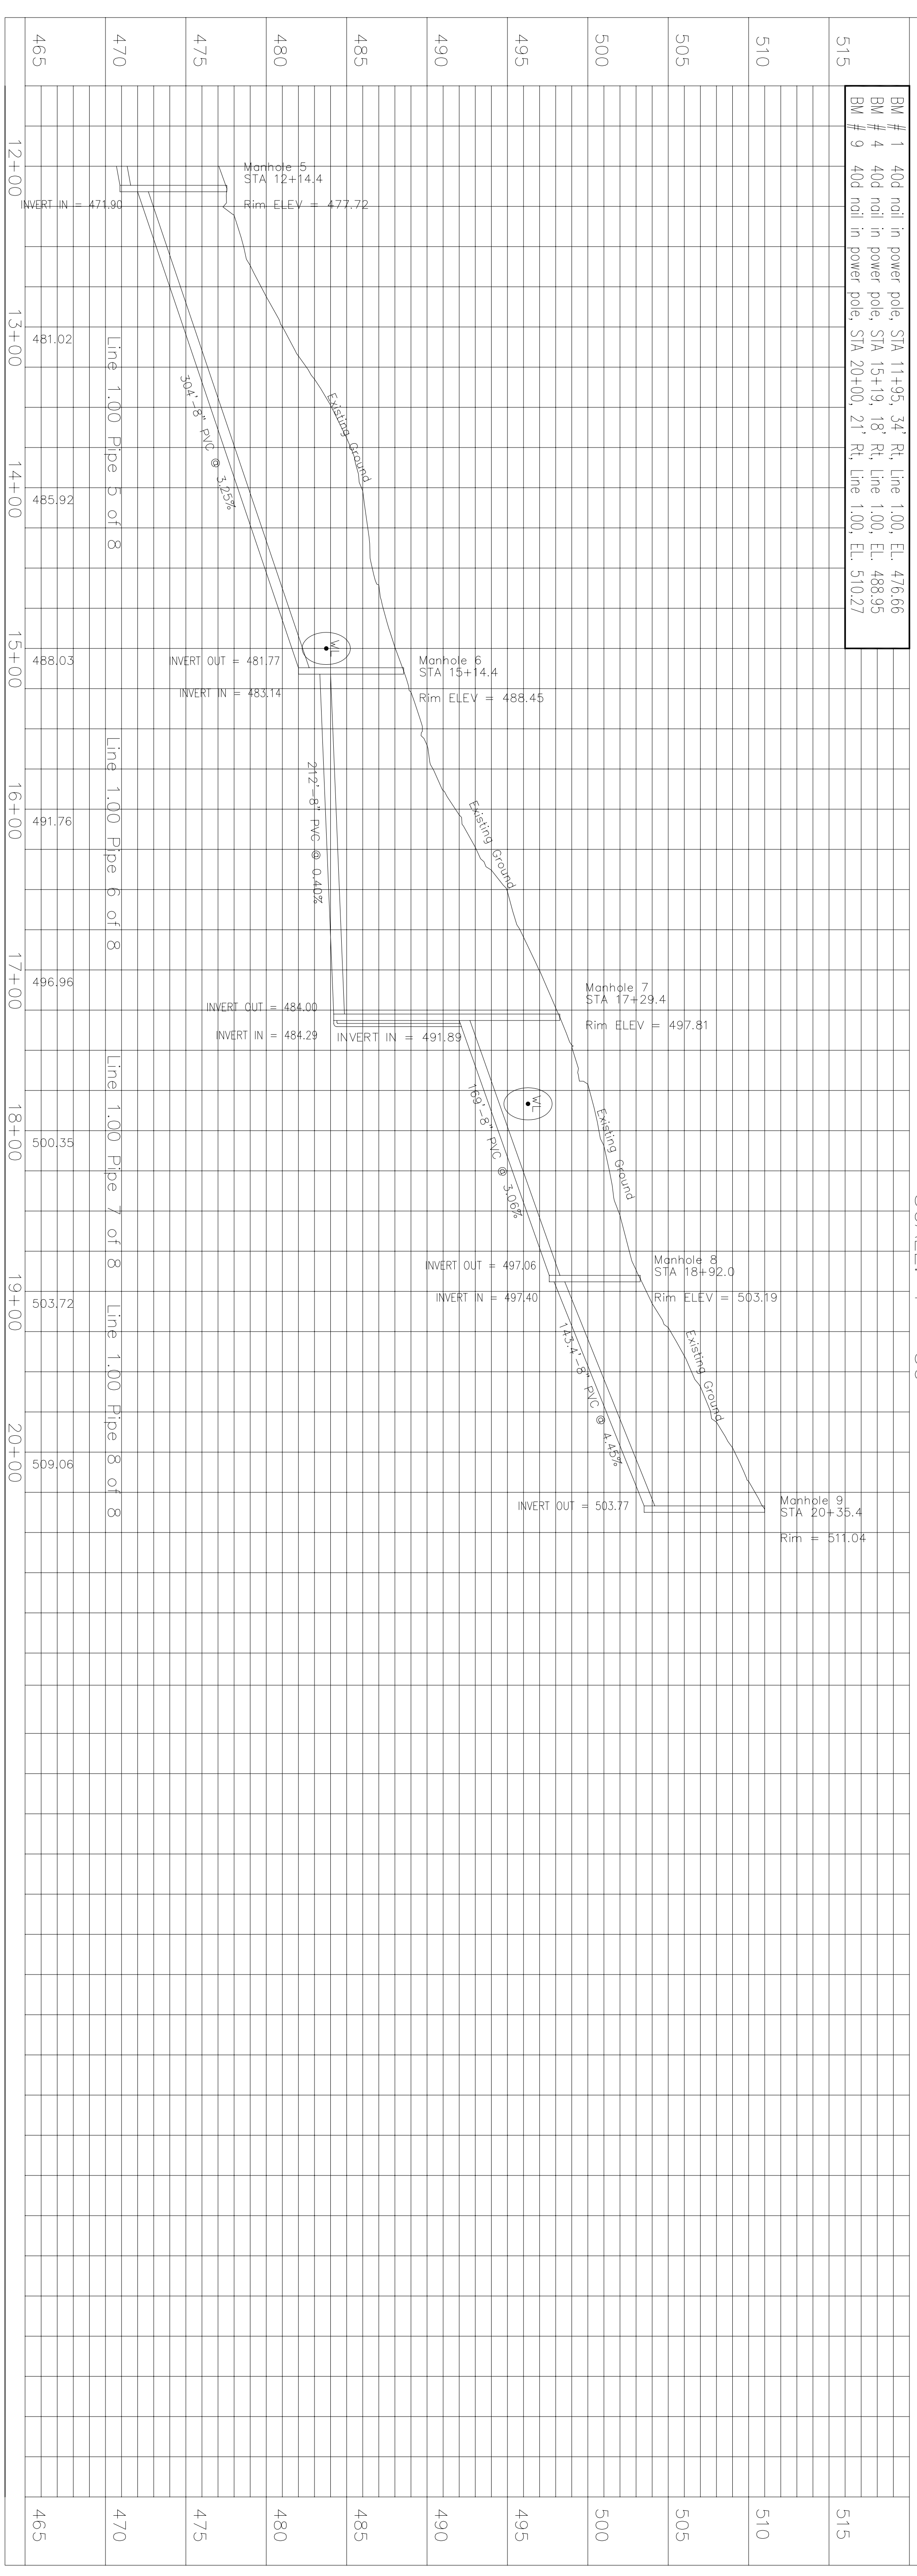 BM # 1 40d nail in power pole, STA 11+95, 34' Rt, Line 1.00, EL. 476.66
BM # 4 40d nail in power pole, STA 15+19, 18' Rt, Line 1.00, EL. 488.95
BM # 9 40d nail in power pole, STA 20+00, 21' Rt, Line 1.00, EL. 510.27
515
510
505
500
495
490
485
480
475
470
465
Manhole 5
STA 12+14.4
Rim ELEV = 477.72
INVERT IN = 471.90
304'-8" PVC @ 3.25%
Existing Ground
WL
INVERT OUT = 481.77
INVERT IN = 483.14
Manhole 6
STA 15+14.4
Rim ELEV = 488.45
212'-8" PVC @ 0.40%
Existing Ground
Manhole 7
STA 17+29.4
Rim ELEV = 497.81
INVERT OUT = 484.00
INVERT IN = 484.29
INVERT IN = 491.89
WL
169'-8" PVC @ 3.06%
Existing Ground
Manhole 8
STA 18+92.0
Rim ELEV = 503.19
INVERT OUT = 497.06
INVERT IN = 497.40
143.4'-8" PVC @ 4.45%
Existing Ground
Manhole 9
STA 20+35.4
Rim = 511.04
INVERT OUT = 503.77
Line 1.00 Pipe 5 of 8
Line 1.00 Pipe 6 of 8
Line 1.00 Pipe 7 of 8
Line 1.00 Pipe 8 of 8
481.02
485.92
488.03
491.76
496.96
500.35
503.72
509.06
12+00
13+00
14+00
15+00
16+00
17+00
18+00
19+00
20+00
515
510
505
500
495
490
485
480
475
470
465